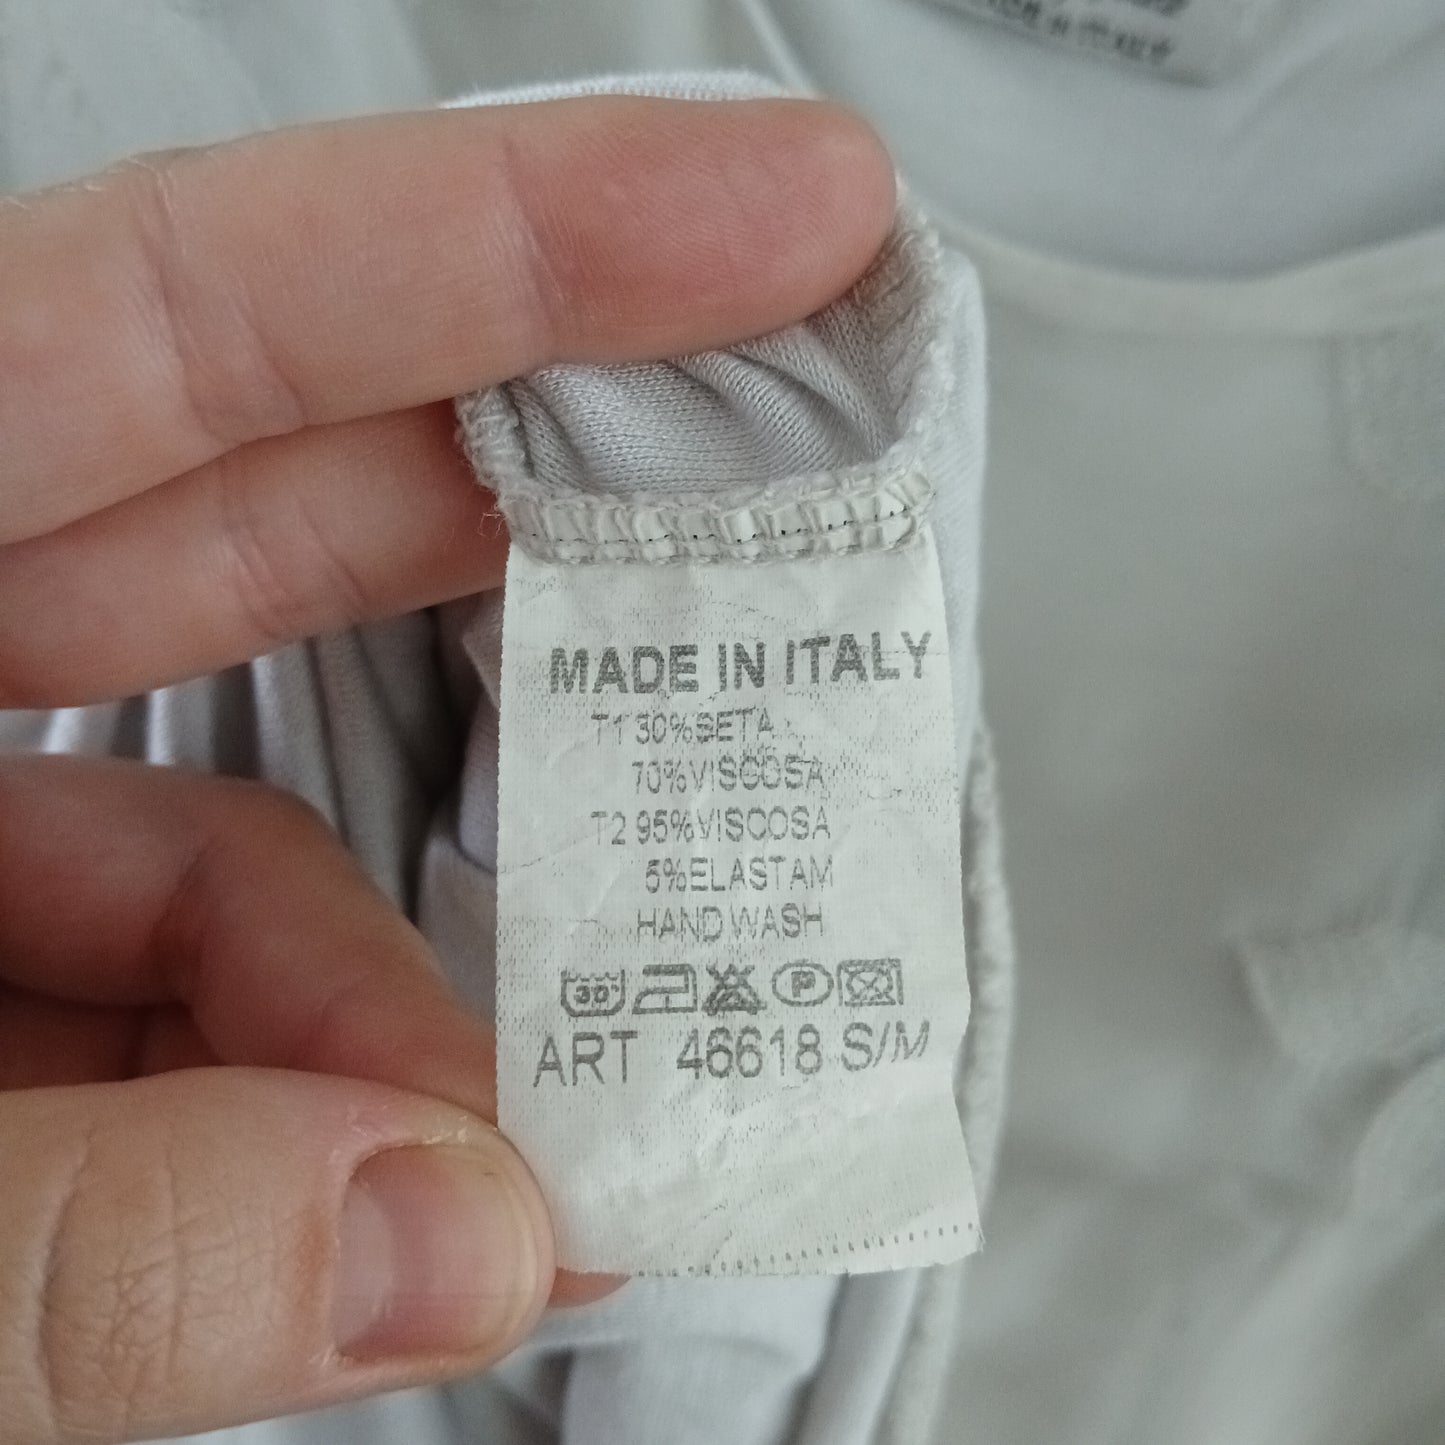 MADE IN ITALY
T1 30%SETA
70%VISCOSA
T2 95%VISCOSA
5%ELASTAM
HAND WASH
30° P
ART 46618 S/M